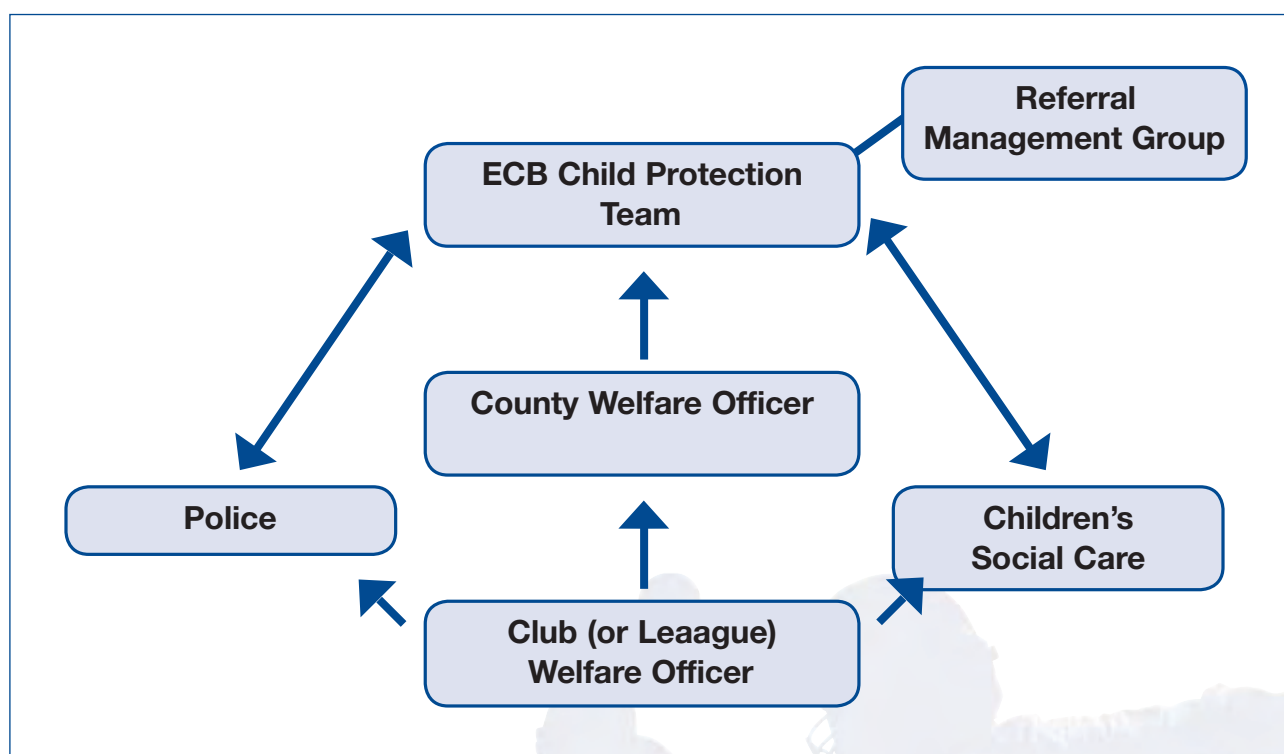 Referral
Management Group
ECB Child Protection
Team
County Welfare Officer
Police
Children's
Social Care
Club (or Leaague)
Welfare Officer